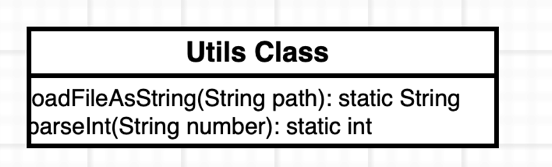 Utils Class
oadFileAsString(String path): static String
parseInt(String number): static int